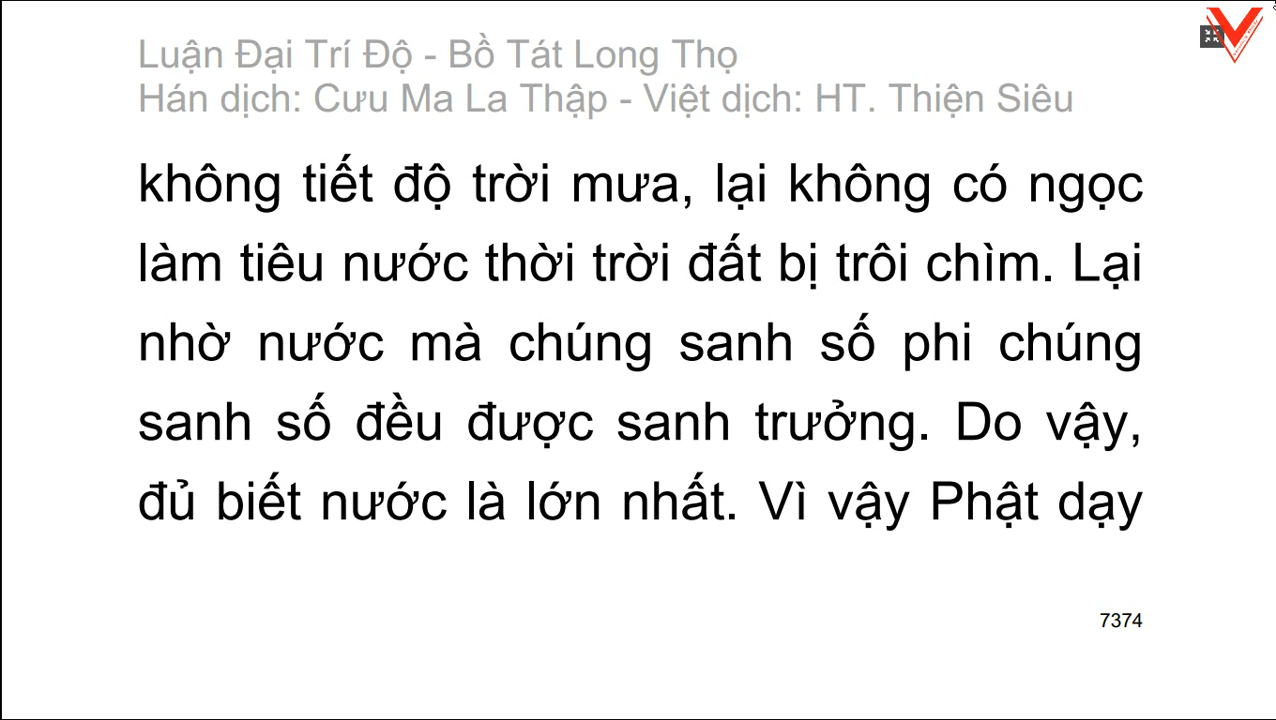 Luận Đại Trí Độ - Bồ Tát Long Thọ
Hán dịch: Cưu Ma La Thập - Việt dịch: HT. Thiện Siêu
không tiết độ trời mưa, lại không có ngọc
làm tiêu nước thời trời đất bị trôi chìm. Lại
nhờ nước mà chúng sanh số phi chúng
sanh số đều được sanh trưởng. Do vậy,
đủ biết nước là lớn nhất. Vì vậy Phật dạy
7374